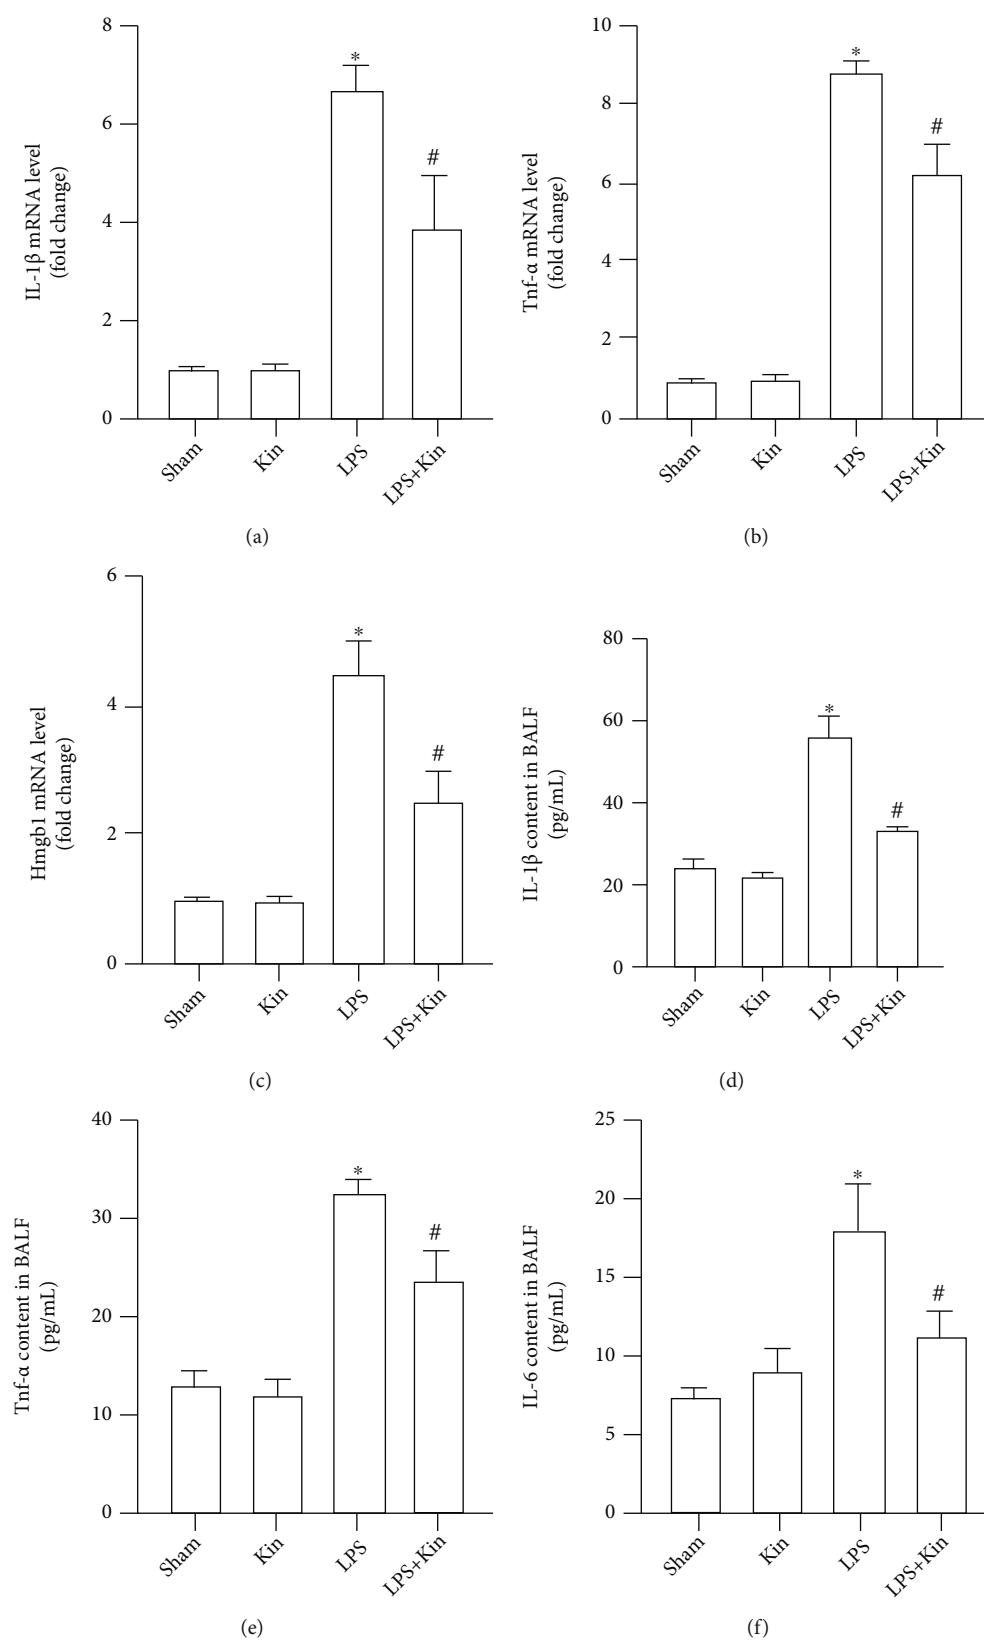 IL-1β mRNA level
(fold change)
8
6
4
2
0
*
#
Sham
Kin
LPS
LPS+Kin
(a)
Tnf-α mRNA level
(fold change)
10
8
6
4
2
0
*
#
Sham
Kin
LPS
LPS+Kin
(b)
Hmgb1 mRNA level
(fold change)
6
4
2
0
*
#
Sham
Kin
LPS
LPS+Kin
(c)
IL-1β content in BALF
(pg/mL)
80
60
40
20
0
*
#
Sham
Kin
LPS
LPS+Kin
(d)
Tnf-α content in BALF
(pg/mL)
40
30
20
10
0
*
#
Sham
Kin
LPS
LPS+Kin
(e)
IL-6 content in BALF
(pg/mL)
25
20
15
10
5
0
*
#
Sham
Kin
LPS
LPS+Kin
(f)